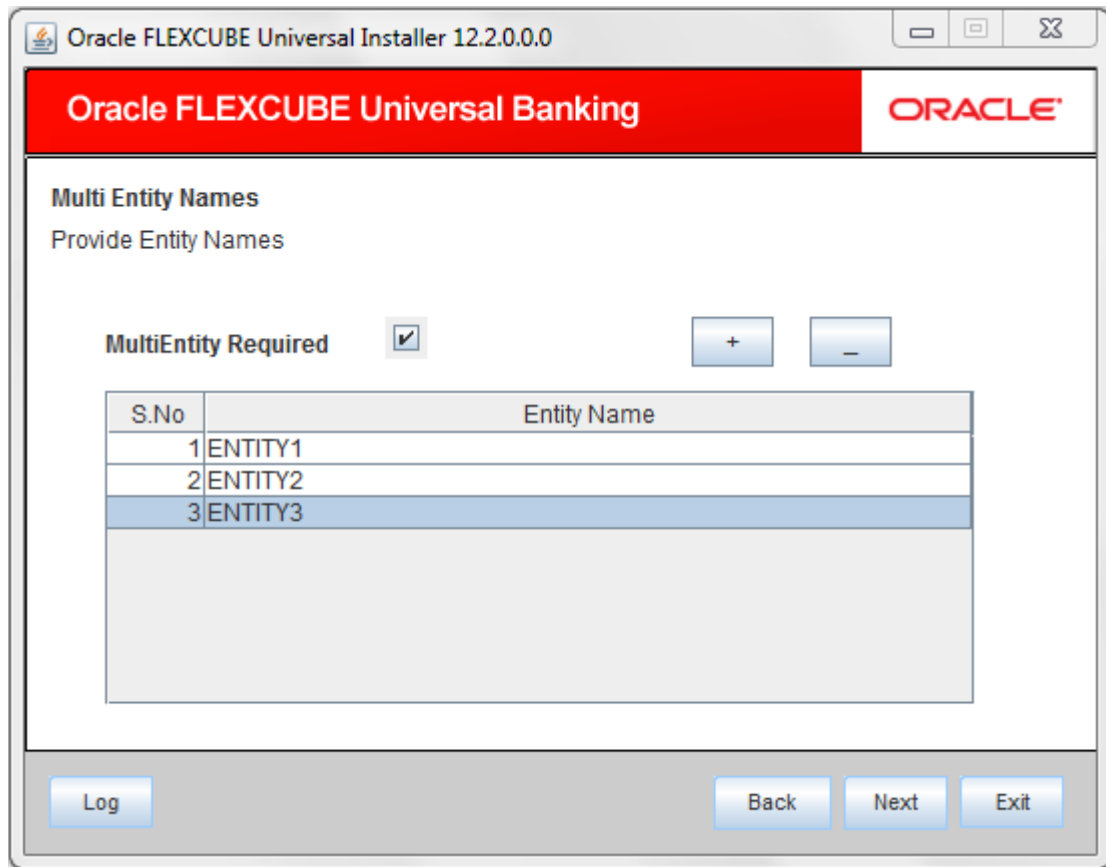 Oracle FLEXCUBE Universal Installer 12.2.0.0.0
Oracle FLEXCUBE Universal Banking ORACLE®
Multi Entity Names
Provide Entity Names
MultiEntity Required + _
S.No Entity Name
1 ENTITY1
2 ENTITY2
3 ENTITY3
Log Back Next Exit